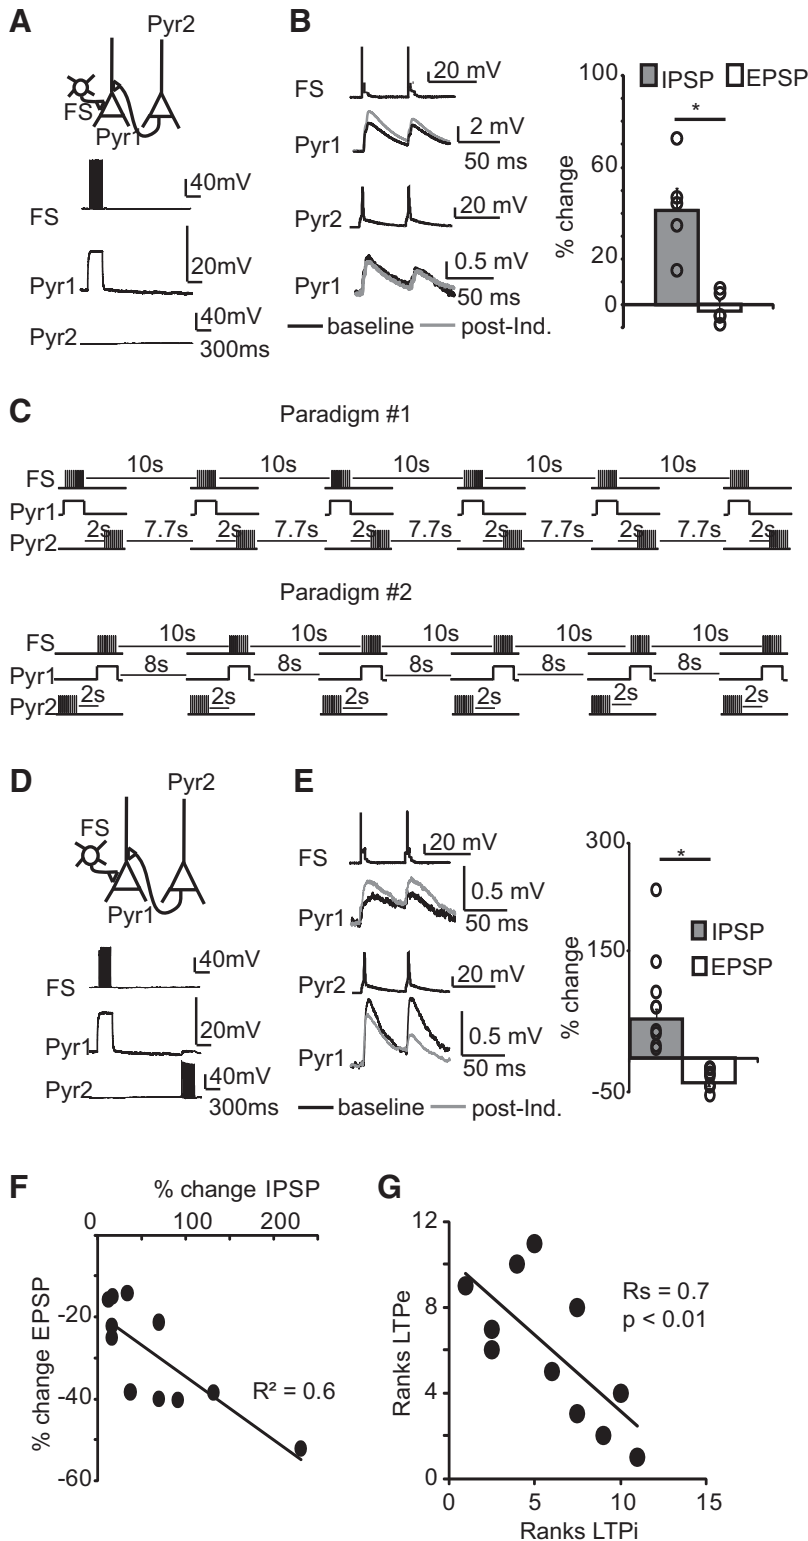 A
Pyr2
FS
Pyr1
FS
40mV
Pyr1
20mV
Pyr2
40mV
300ms
B
FS
20 mV
Pyr1
2 mV
50 ms
Pyr2
20 mV
Pyr1
0.5 mV
50 ms
baseline
post-Ind.
% change
100
60
20
0
IPSP
EPSP
*
C
Paradigm #1
FS
10s 10s 10s 10s 10s
Pyr1
Pyr2
2s 7.7s 2s 7.7s 2s 7.7s 2s 7.7s 2s 7.7s 2s
Paradigm #2
FS
10s 10s 10s 10s 10s
Pyr1
8s 8s 8s 8s 8s
Pyr2
2s 2s 2s 2s 2s 2s
D
Pyr2
FS
Pyr1
FS
40mV
Pyr1
20mV
Pyr2
40mV
300ms
E
FS
20 mV
Pyr1
0.5 mV
50 ms
Pyr2
20 mV
Pyr1
0.5 mV
50 ms
baseline
post-Ind.
% change
300
150
-50
*
IPSP
EPSP
F
% change IPSP
0 100 200
% change EPSP
-20
-40
-60
R² = 0.6
G
Ranks LTPe
12
8
4
0
Rs = 0.7
p < 0.01
0 5 10 15
Ranks LTPi